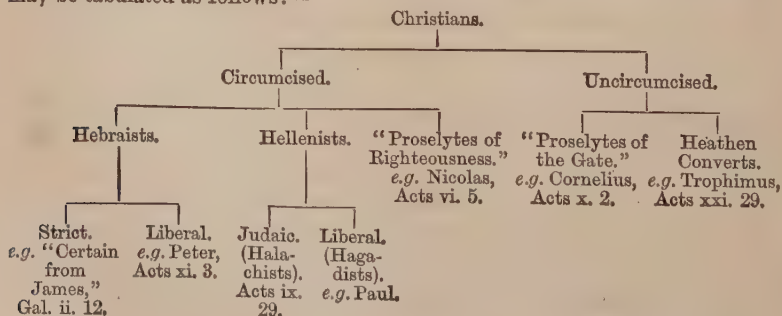 may be tabulated as follows:—
Christians.
Circumcised.
Uncircumcised.
Hebraists.
Hellenists.
“Proselytes of
Righteousness.”
e.g. Nicolas,
Acts vi. 5.
“Proselytes of
the Gate.”
e.g. Cornelius,
Acts x. 2.
Heathen
Converts.
e.g. Trophimus,
Acts xxi. 29.
Strict.
e.g. “Certain
from
James,”
Gal. ii. 12.
Liberal.
e.g. Peter,
Acts xi. 3.
Judaic.
(Hala-
chists).
Acts ix.
29.
Liberal.
(Haga-
dists).
e.g. Paul.